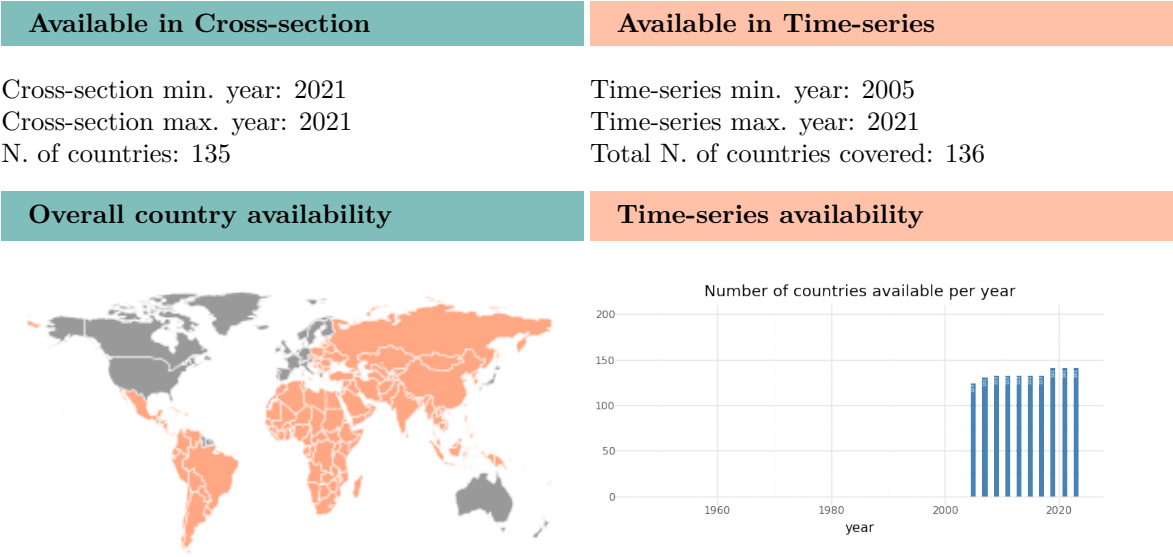 Available in Cross-section
Available in Time-series
Cross-section min. year: 2021
Cross-section max. year: 2021
N. of countries: 135
Time-series min. year: 2005
Time-series max. year: 2021
Total N. of countries covered: 136
Overall country availability
Time-series availability
Number of countries available per year
200
150
100
50
0
1960
1980
2000
2020
year